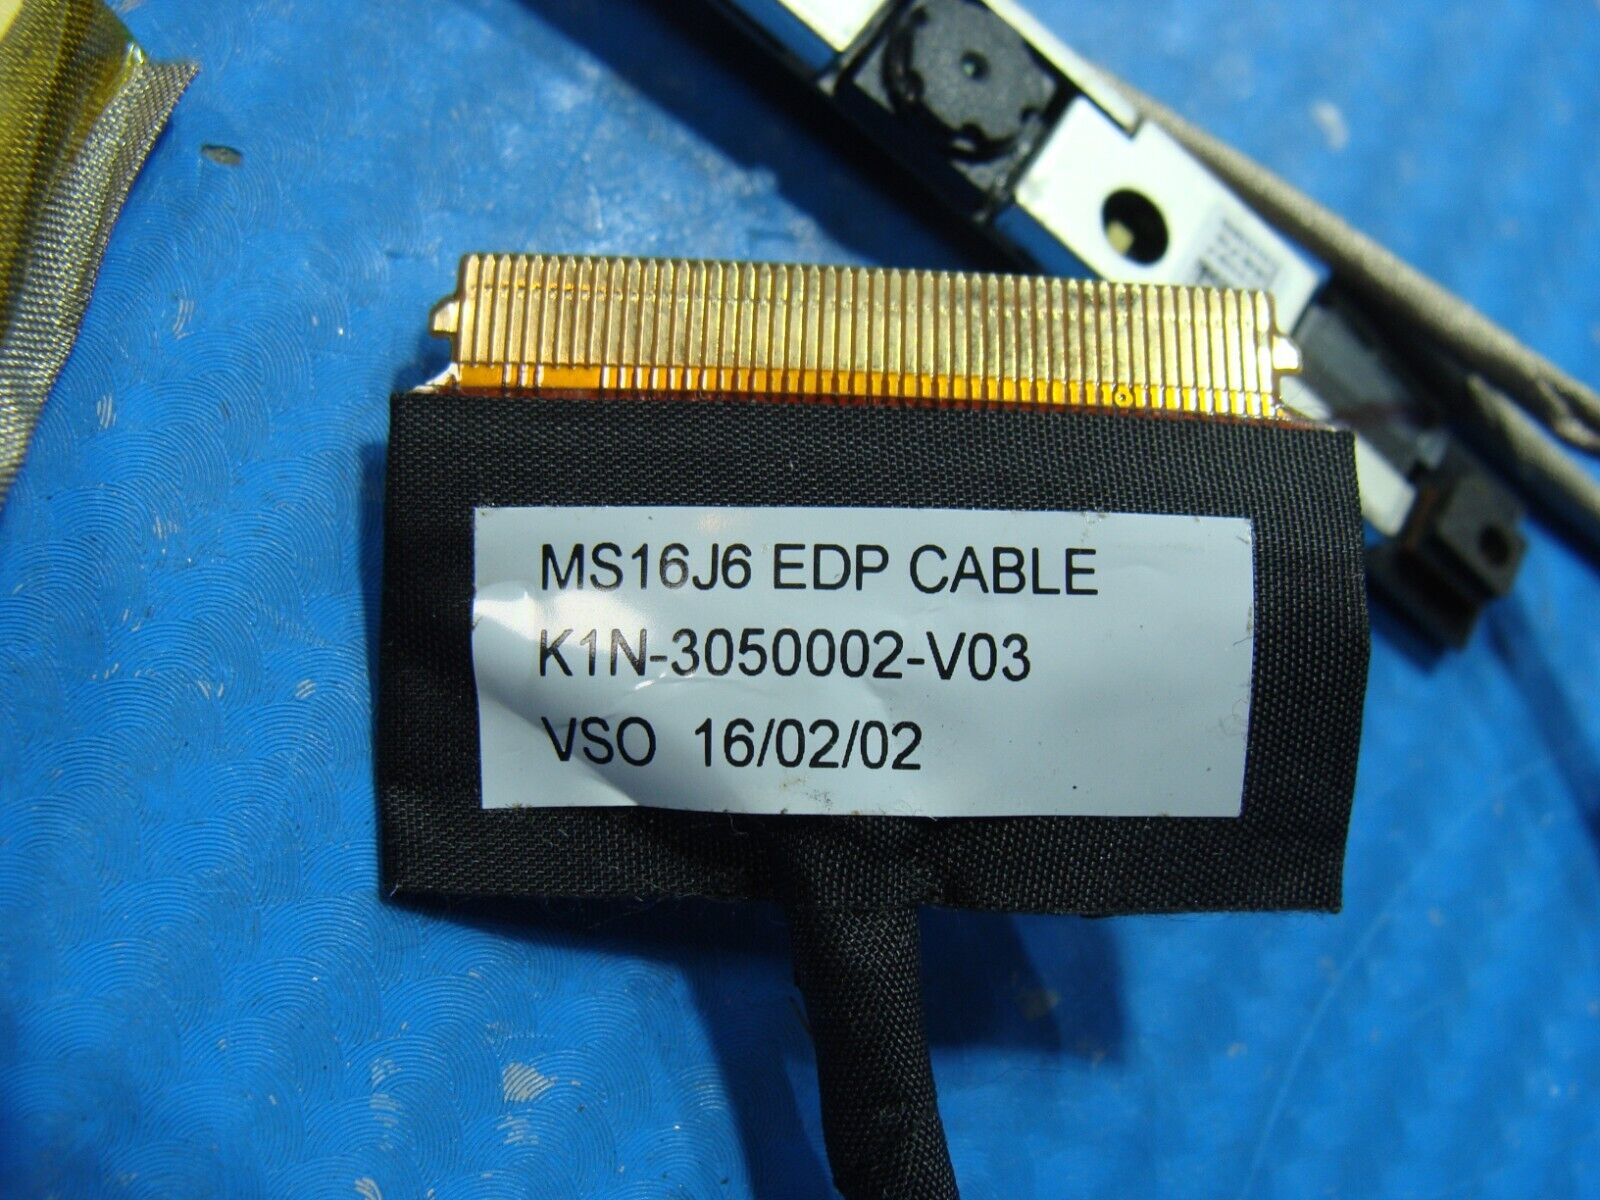 MS16J6 EDP CABLE
K1N-3050002-V03
VSO 16/02/02